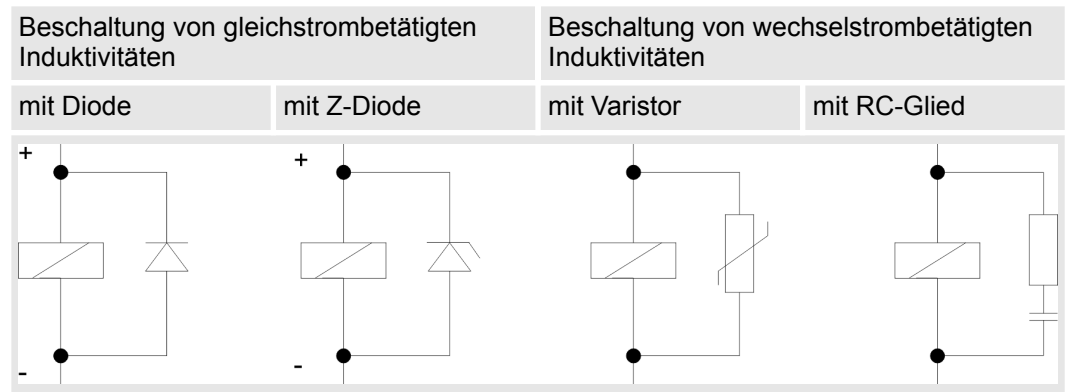 Beschaltung von gleichstrombetätigten
Induktivitäten
Beschaltung von wechselstrombetätigten
Induktivitäten
mit Diode
mit Z-Diode
mit Varistor
mit RC-Glied
+
+
-
-